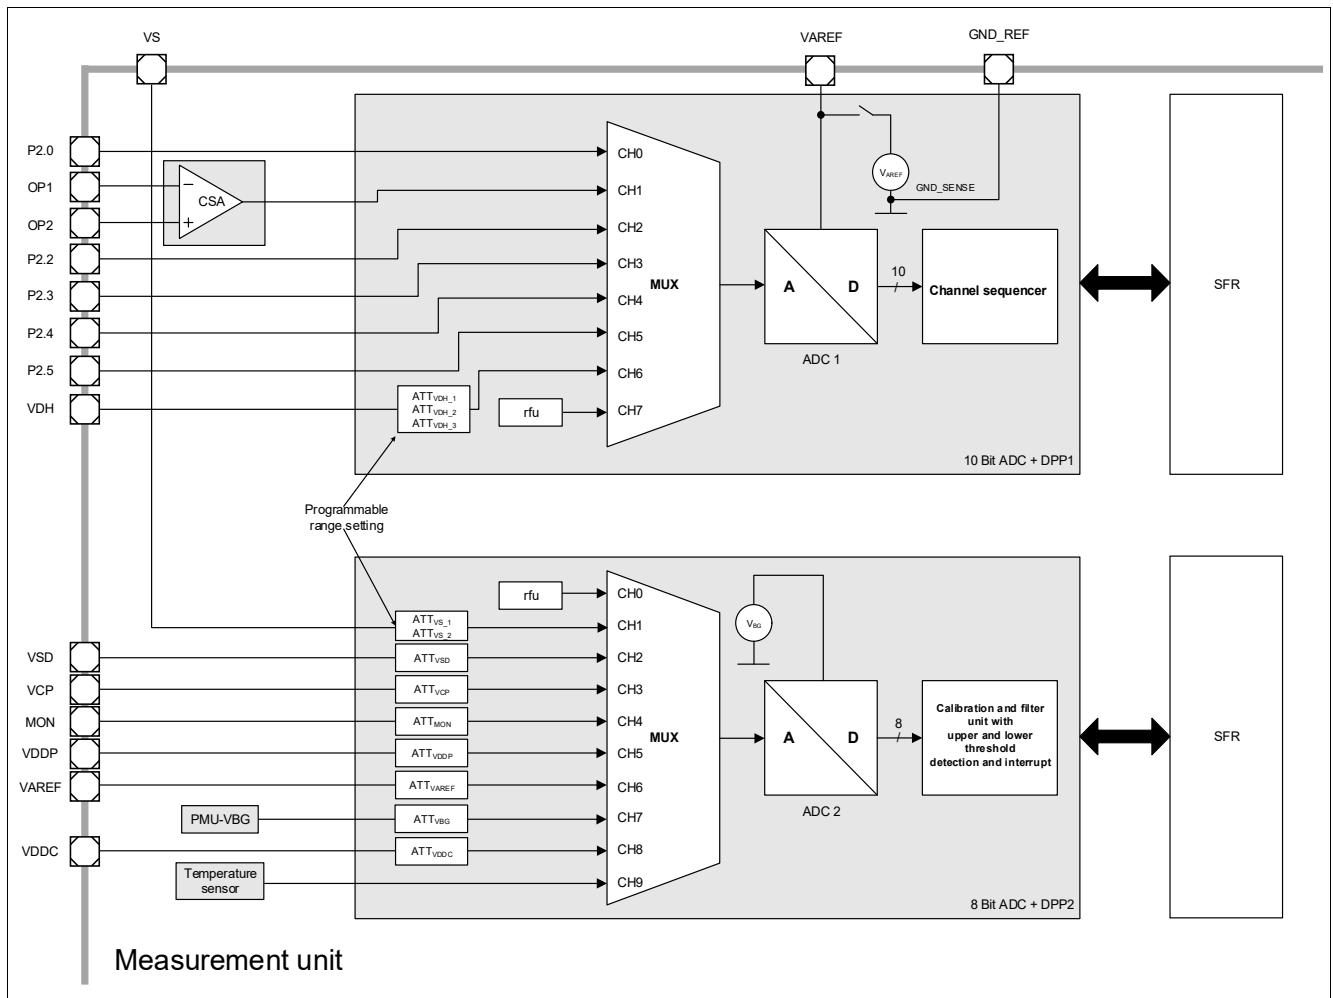 VS
VAREF
GND_REF
P2.0
OP1
OP2
P2.2
P2.3
P2.4
P2.5
VDH
−
CSA
+
ATTVDH_1
ATTVDH_2
ATTVDH_3
rfu
CH0
CH1
CH2
CH3
CH4
CH5
CH6
CH7
MUX
VAREF
GND_SENSE
A
D
ADC 1
10
Channel sequencer
10 Bit ADC + DPP1
SFR
Programmable
range setting
VSD
VCP
MON
VDDP
VAREF
VDDC
PMU-VBG
Temperature
sensor
rfu
ATTVS_1
ATTVS_2
ATTVSD
ATTVCP
ATTMON
ATTVDDP
ATTVAREF
ATTVBG
ATTVDDC
CH0
CH1
CH2
CH3
CH4
CH5
CH6
CH7
CH8
CH9
MUX
VBG
A
D
ADC 2
8
Calibration and filter
unit with
upper and lower
threshold
detection and interrupt
8 Bit ADC + DPP2
SFR
Measurement unit